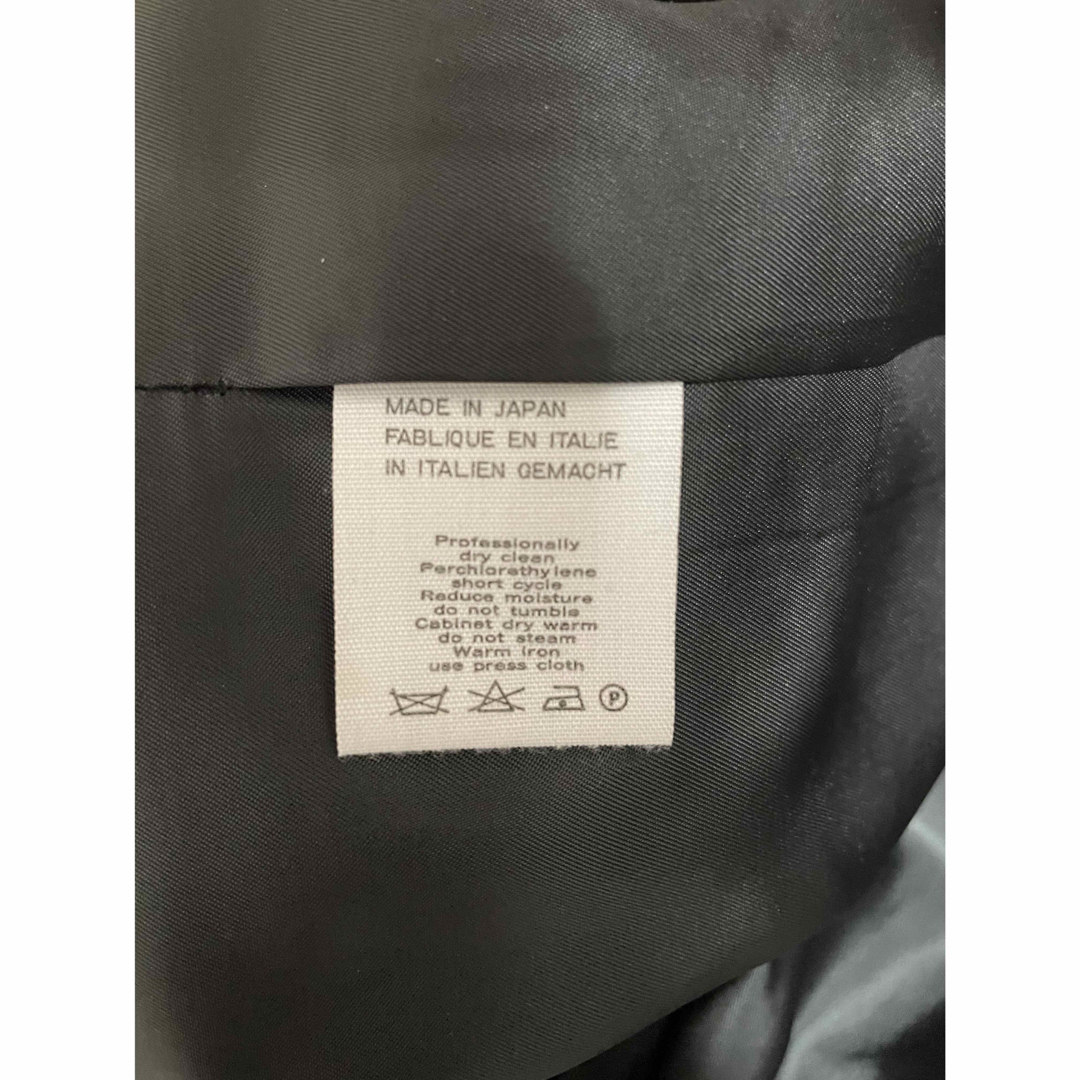 MADE IN JAPAN
FABLIQUE EN ITALIE
IN ITALIEN GEMACHT
Professionally
dry clean
Perchlorathylene
short cycle
Reduce moisture
do not tumble
Cabinet dry warm
do not steam
Warm iron
use press cloth
P